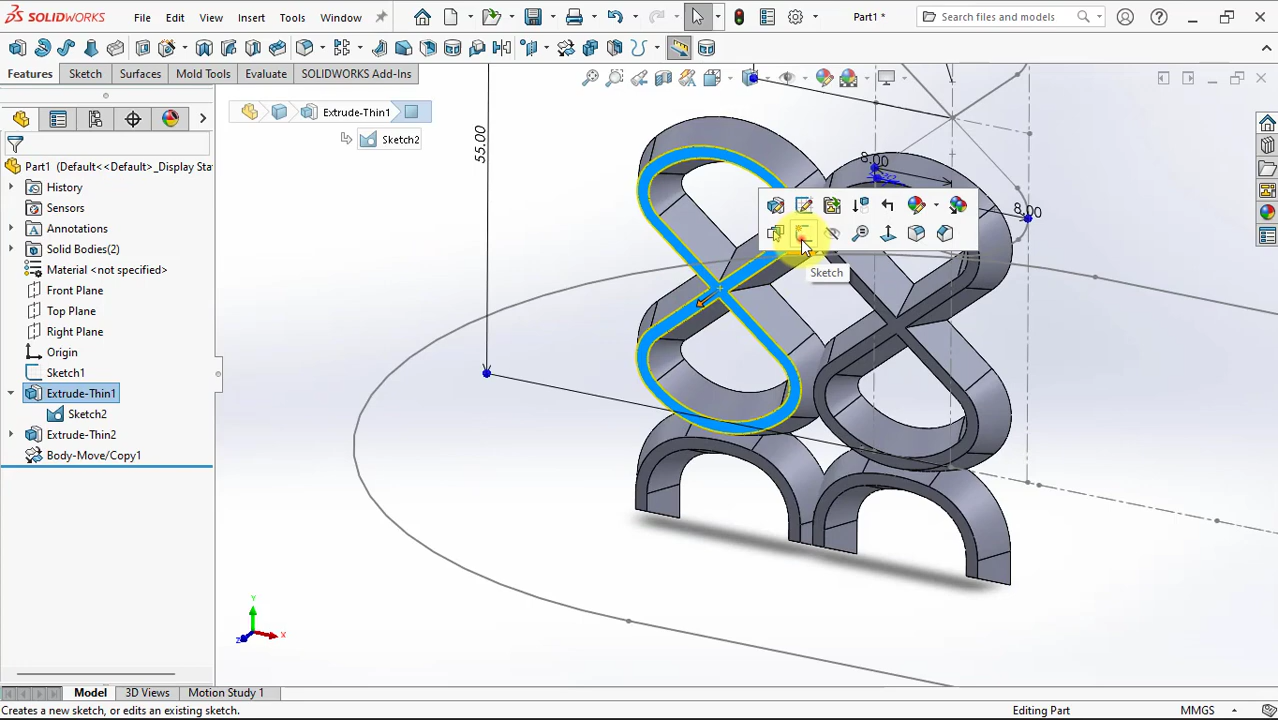 SOLIDWORKS
File
Edit
View
Insert
Tools
Window
Part1 *
Search files and models
Features
Sketch
Surfaces
Mold Tools
Evaluate
SOLIDWORKS Add-Ins
Part1 (Default<<Default>_Display Sta
History
Sensors
Annotations
Solid Bodies(2)
Material <not specified>
Front Plane
Top Plane
Right Plane
Origin
Sketch1
Extrude-Thin1
Sketch2
Extrude-Thin2
Body-Move/Copy1
Extrude-Thin1
Sketch2
55.00
8.00
8.00
Sketch
Y
X
Z
Model
3D Views
Motion Study 1
Creates a new sketch, or edits an existing sketch.
Editing Part
MMGS